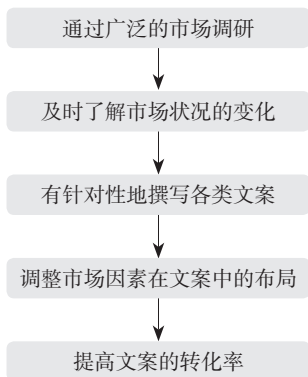 通过广泛的市场调研
及时了解市场状况的变化
有针对性地撰写各类文案
调整市场因素在文案中的布局
提高文案的转化率